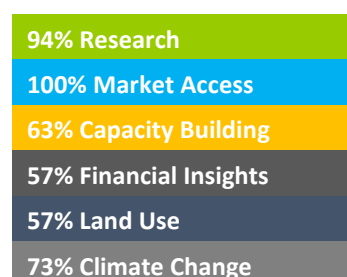 94% Research
100% Market Access
63% Capacity Building
57% Financial Insights
57% Land Use
73% Climate Change